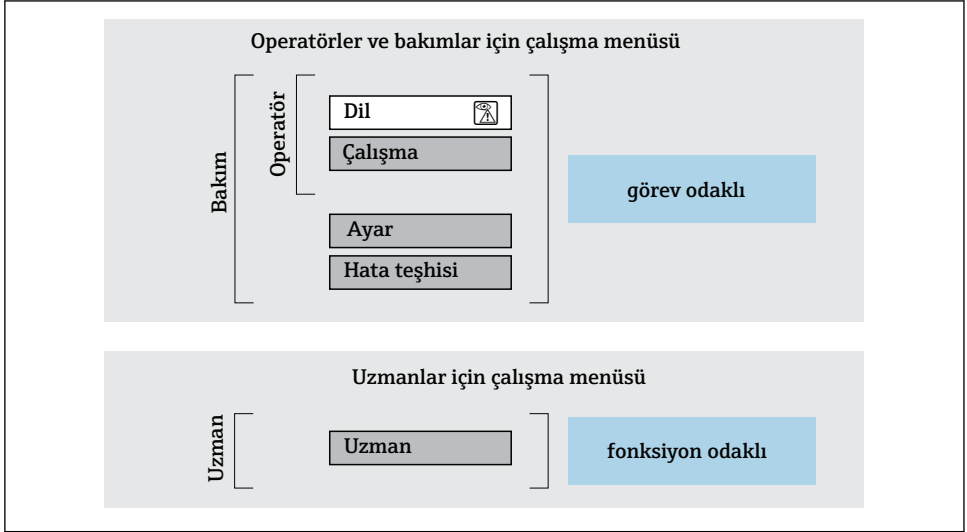 Operatörler ve bakımlar için çalışma menüsü
Bakım
Operatör
Dil
Çalışma
Ayar
Hata teşhisi
görev odaklı
Uzmanlar için çalışma menüsü
Uzman
Uzman
fonksiyon odaklı